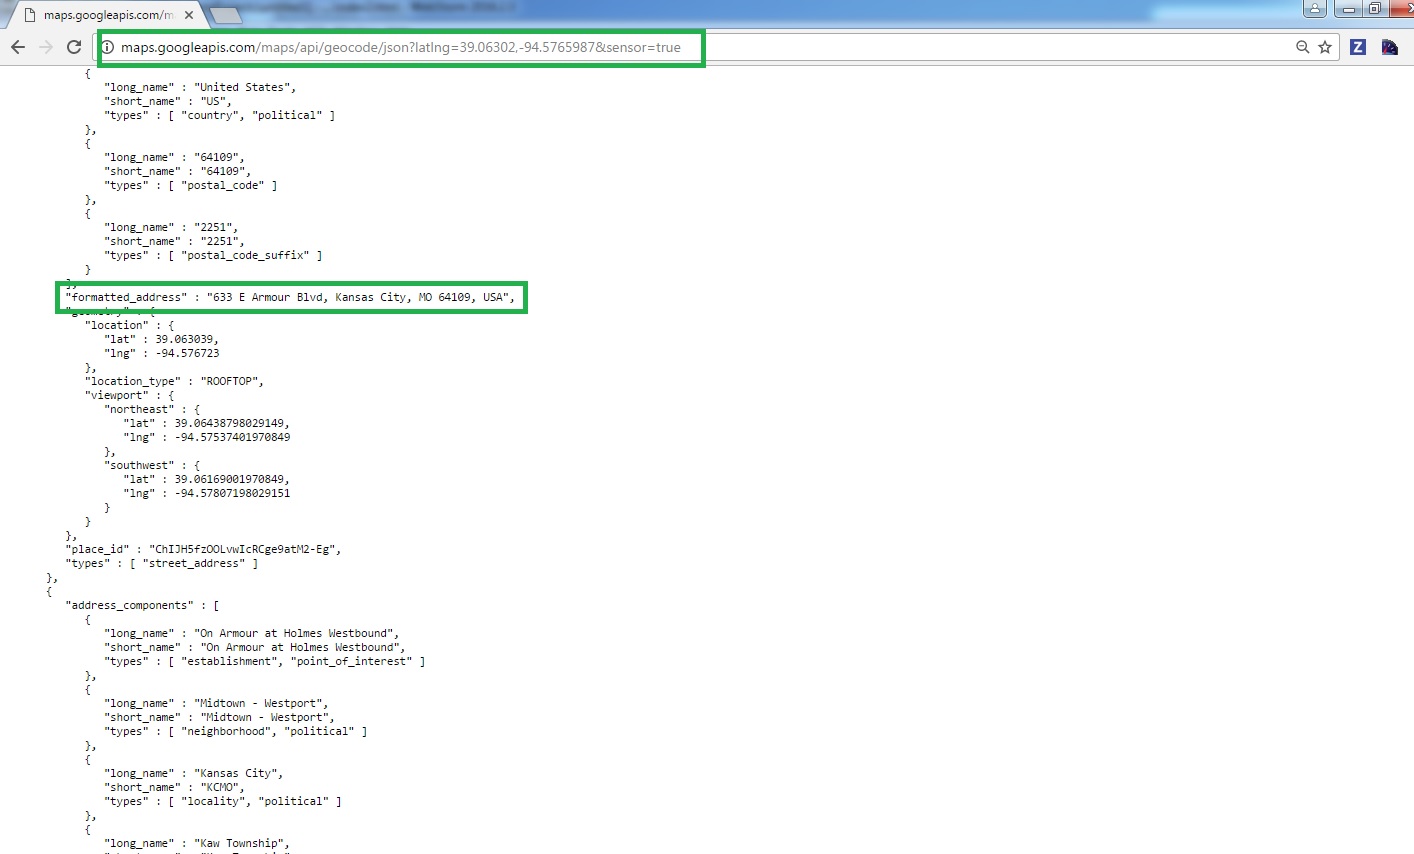 maps.googleapis.com/m
maps.googleapis.com/maps/api/geocode/json?latlng=39.06302,-94.5765987&sensor=true
Z
{
"long_name" : "United States",
"short_name" : "US",
"types" : [ "country", "political" ]
},
{
"long_name" : "64109",
"short_name" : "64109",
"types" : [ "postal_code" ]
},
{
"long_name" : "2251",
"short_name" : "2251",
"types" : [ "postal_code_suffix" ]
}
],
"formatted_address" : "633 E Armour Blvd, Kansas City, MO 64109, USA",
"geometry" : {
"location" : {
"lat" : 39.063039,
"lng" : -94.576723
},
"location_type" : "ROOFTOP",
"viewport" : {
"northeast" : {
"lat" : 39.06438798029149,
"lng" : -94.57537401970849
},
"southwest" : {
"lat" : 39.06169001970849,
"lng" : -94.57807198029151
}
}
},
"place_id" : "ChIJH5fzOOLvwIcRCge9atM2-Eg",
"types" : [ "street_address" ]
},
{
"address_components" : [
{
"long_name" : "On Armour at Holmes Westbound",
"short_name" : "On Armour at Holmes Westbound",
"types" : [ "establishment", "point_of_interest" ]
},
{
"long_name" : "Midtown - Westport",
"short_name" : "Midtown - Westport",
"types" : [ "neighborhood", "political" ]
},
{
"long_name" : "Kansas City",
"short_name" : "KCMO",
"types" : [ "locality", "political" ]
},
{
"long_name" : "Kaw Township",